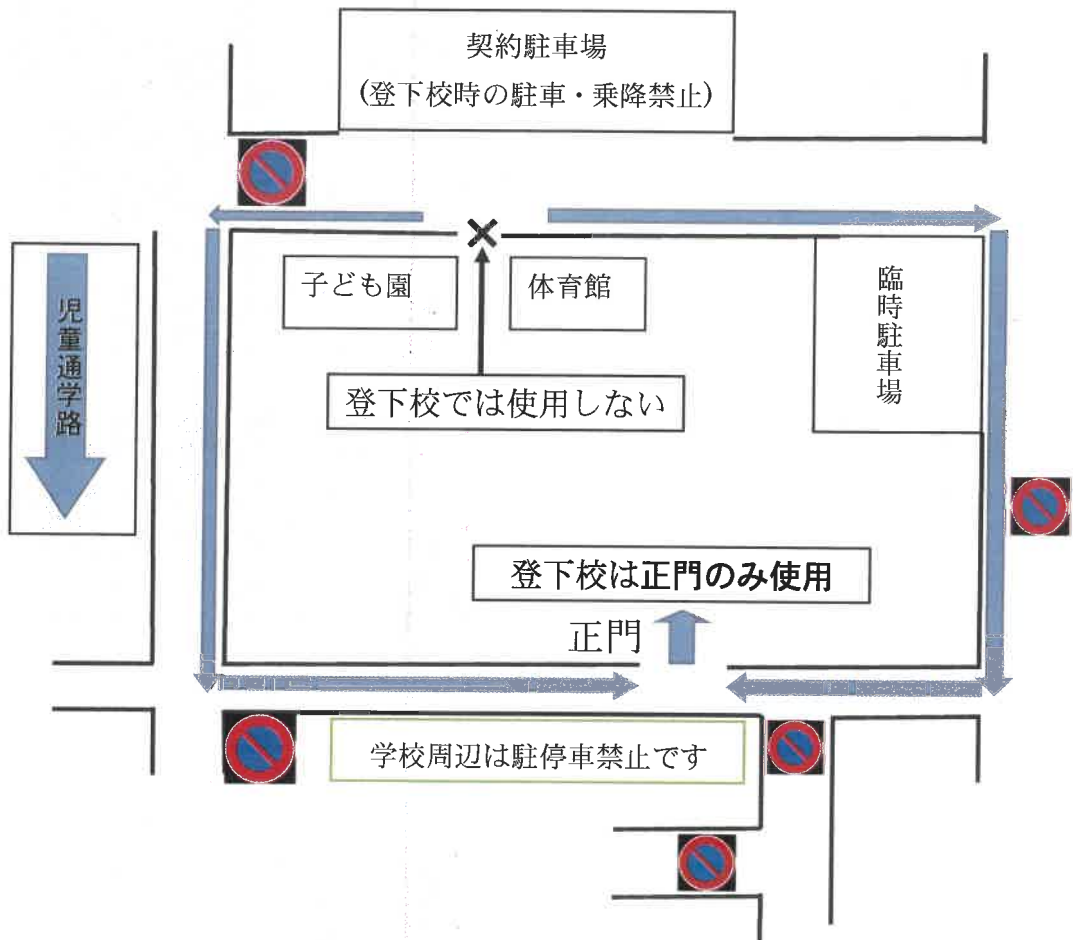 契約駐車場
(登下校時の駐車・乗降禁止)
子ども園
体育館
臨時駐車場
児童通学路
登下校では使用しない
登下校は正門のみ使用
正門
学校周辺は駐停車禁止です